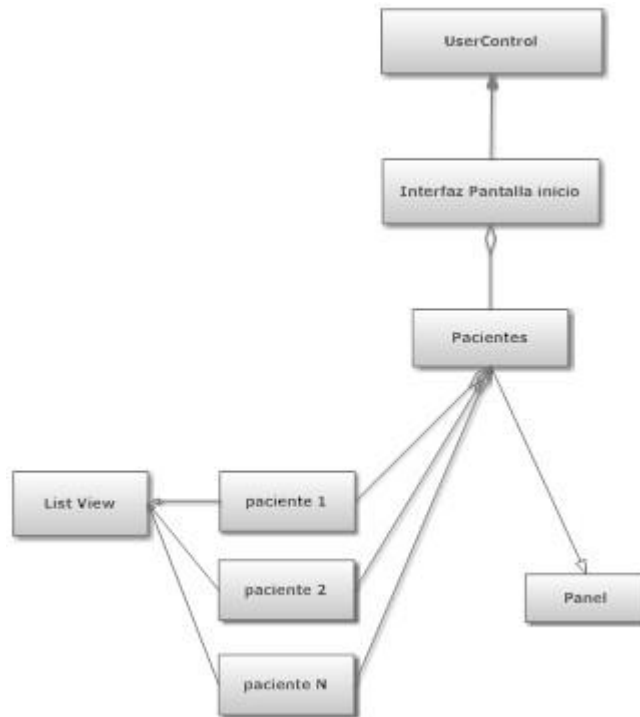 UserControl
Interfaz Pantalla inicio
Pacientes
List View
paciente 1
paciente 2
Panel
paciente N